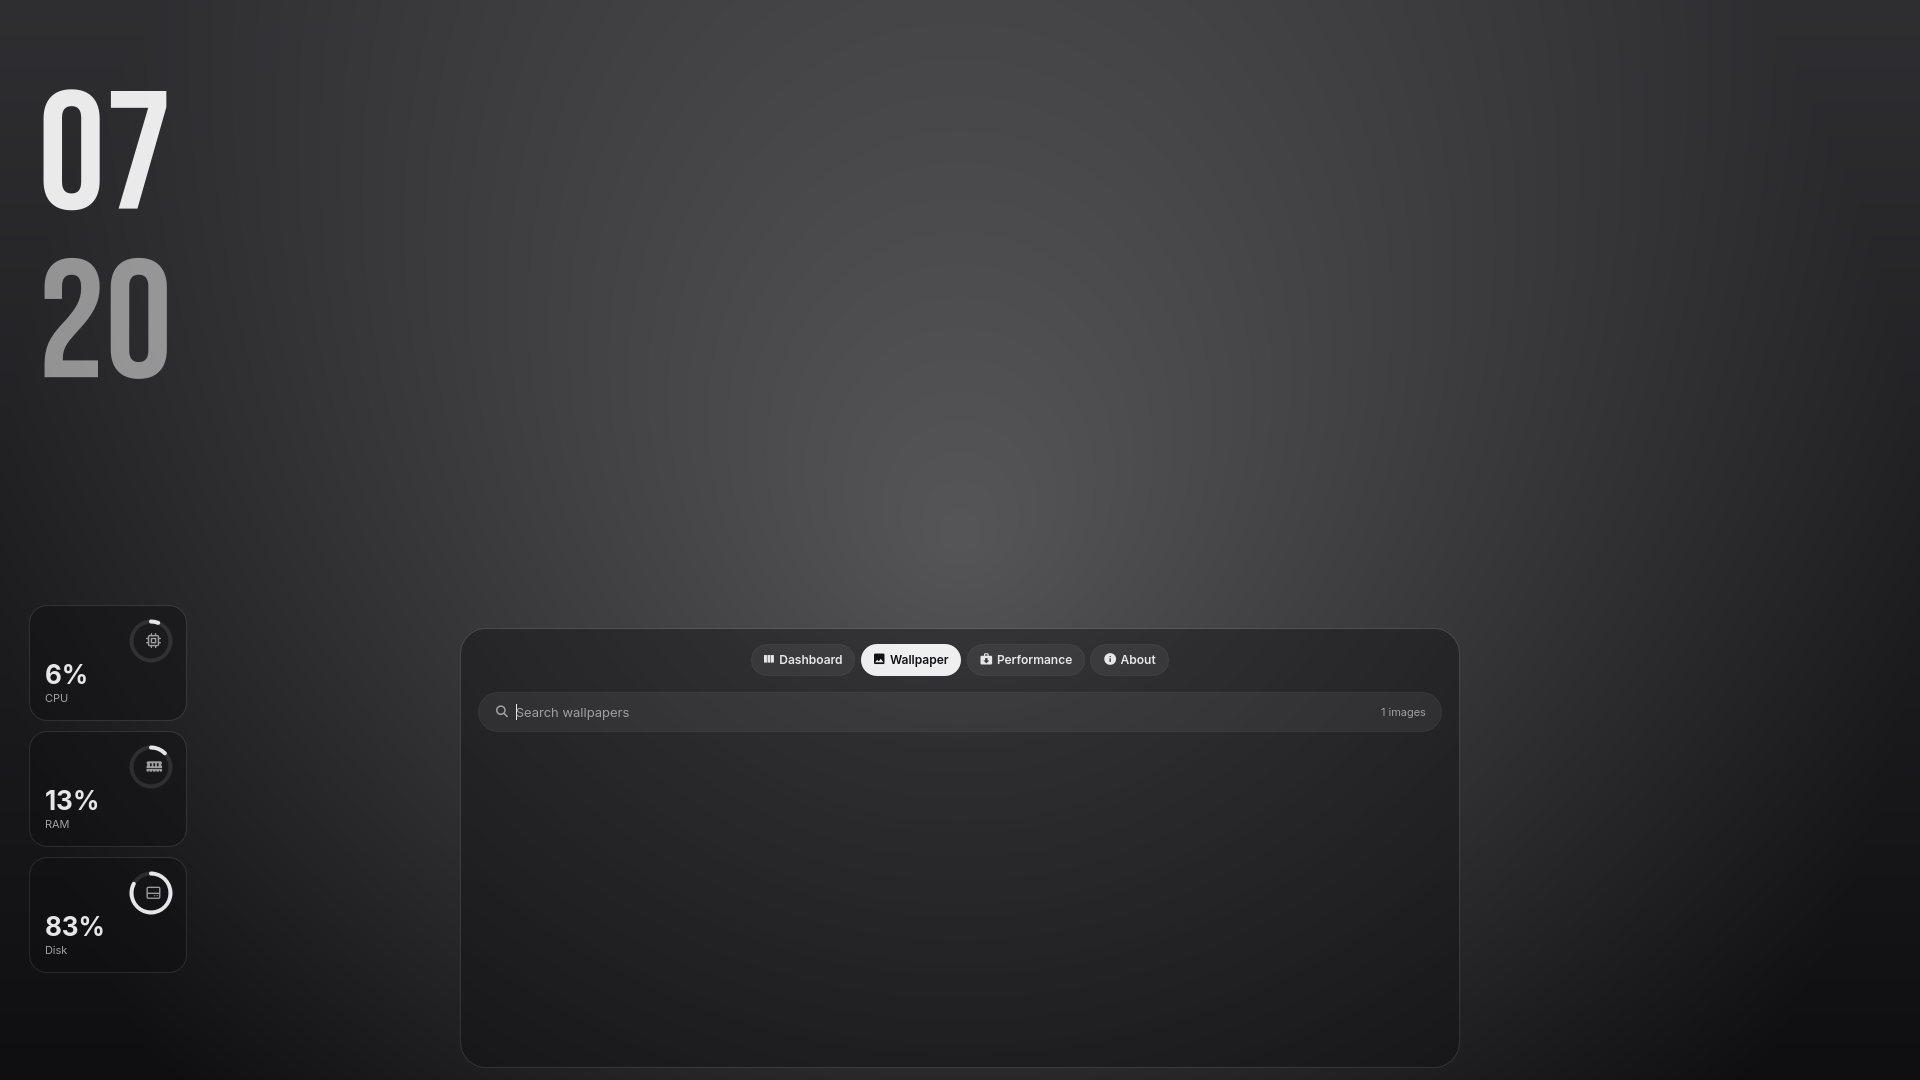 07
20
6%
CPU
13%
RAM
83%
Disk
Dashboard Wallpaper Performance About
Search wallpapers 1 images